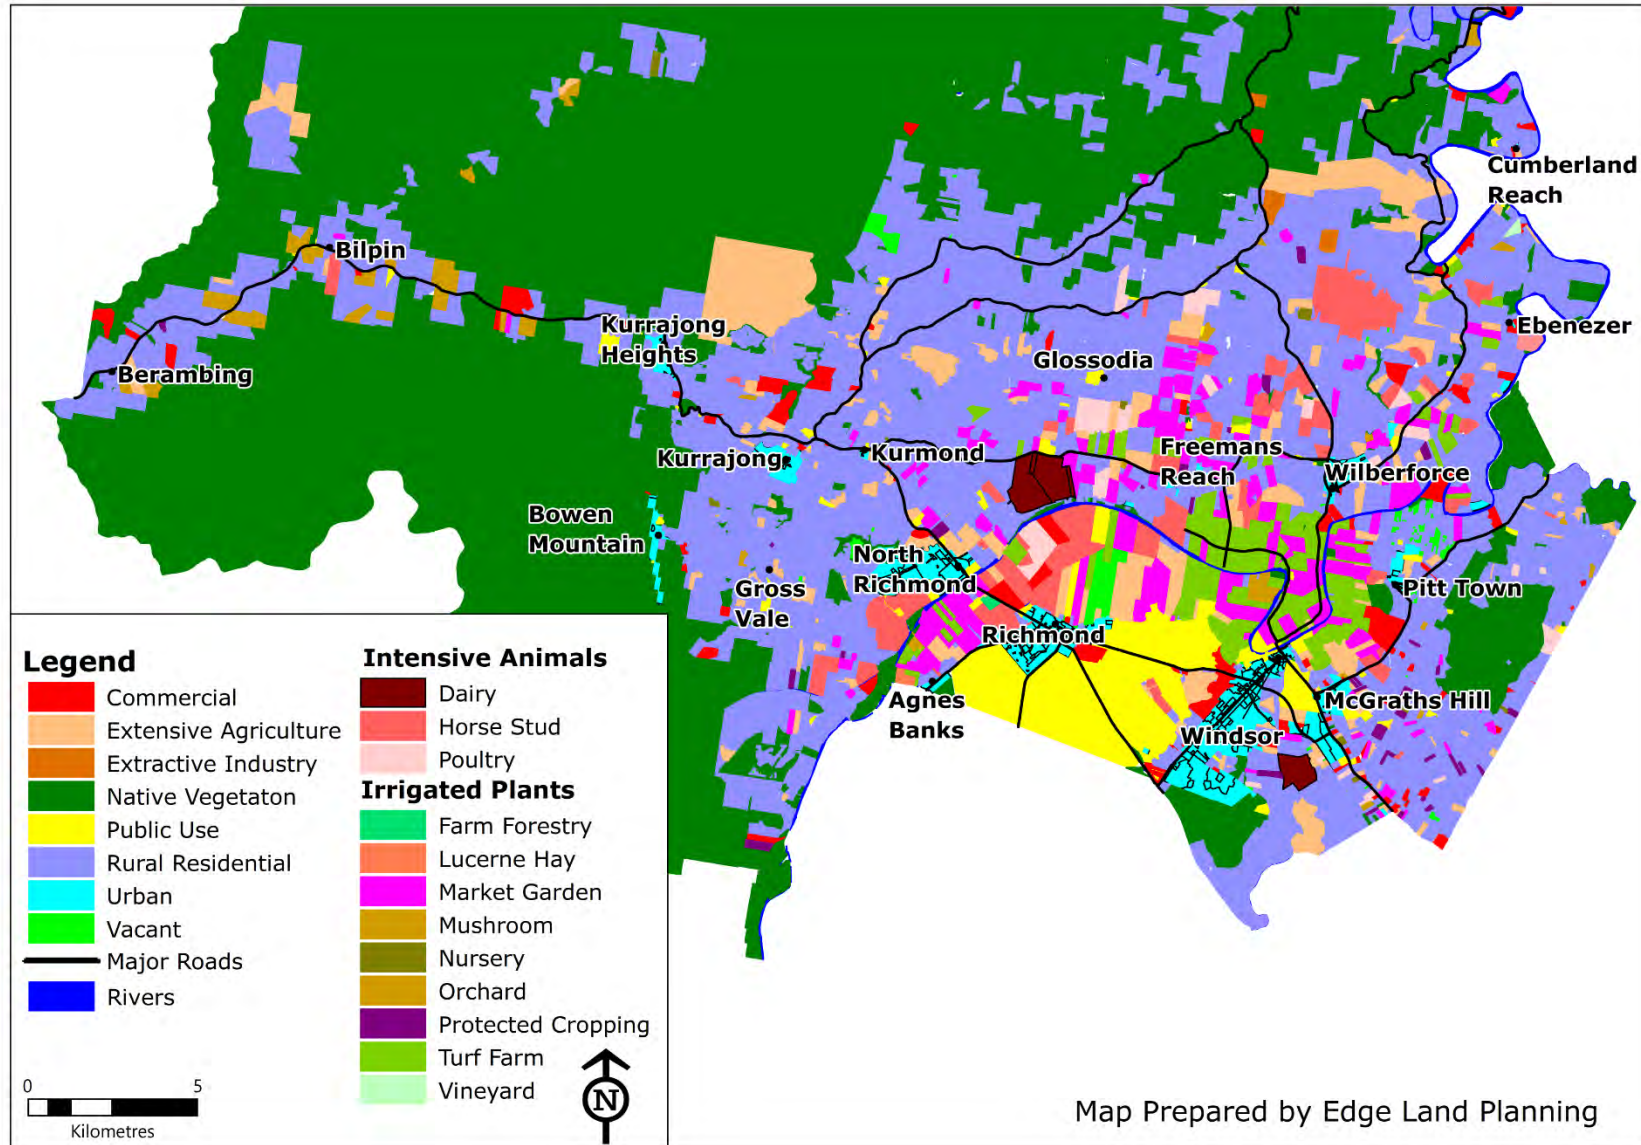 Cumberland
Reach
Bilpin
Kurrajong
Heights
Ebenezer
Berambing
Glossodia
Kurrajong
Kurmond
Freemans
Reach
Wilberforce
Bowen
Mountain
North
Richmond
Gross
Vale
Pitt Town
Richmond
Agnes
Banks
McGraths Hill
Windsor
Legend
Commercial
Extensive Agriculture
Extractive Industry
Native Vegetaton
Public Use
Rural Residential
Urban
Vacant
Major Roads
Rivers
0 5
Kilometres
Intensive Animals
Dairy
Horse Stud
Poultry
Irrigated Plants
Farm Forestry
Lucerne Hay
Market Garden
Mushroom
Nursery
Orchard
Protected Cropping
Turf Farm
Vineyard
N
Map Prepared by Edge Land Planning